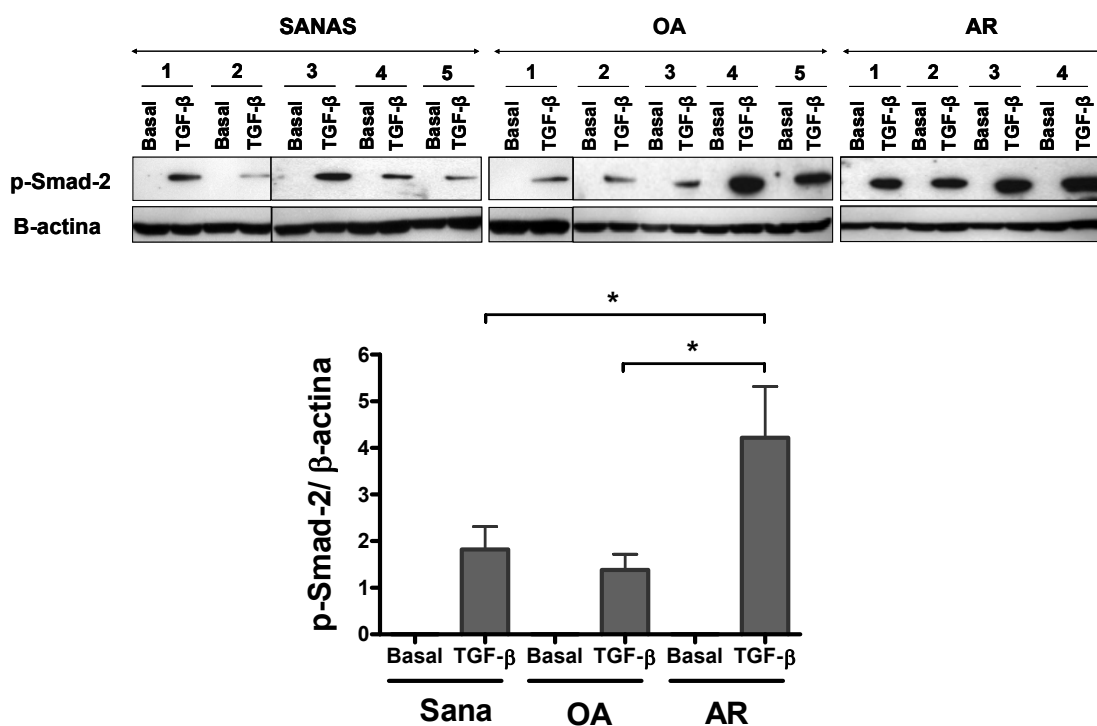 SANAS OA AR
1 2 3 4 5 1 2 3 4 5 1 2 3 4
Basal TGF-β Basal TGF-β Basal TGF-β Basal TGF-β Basal TGF-β Basal TGF-β Basal TGF-β Basal TGF-β Basal TGF-β Basal TGF-β Basal TGF-β Basal TGF-β Basal TGF-β Basal TGF-β
p-Smad-2
B-actina
*
*
p-Smad-2/ β-actina
6
5
4
3
2
1
0
Basal TGF-β Basal TGF-β Basal TGF-β
Sana OA AR